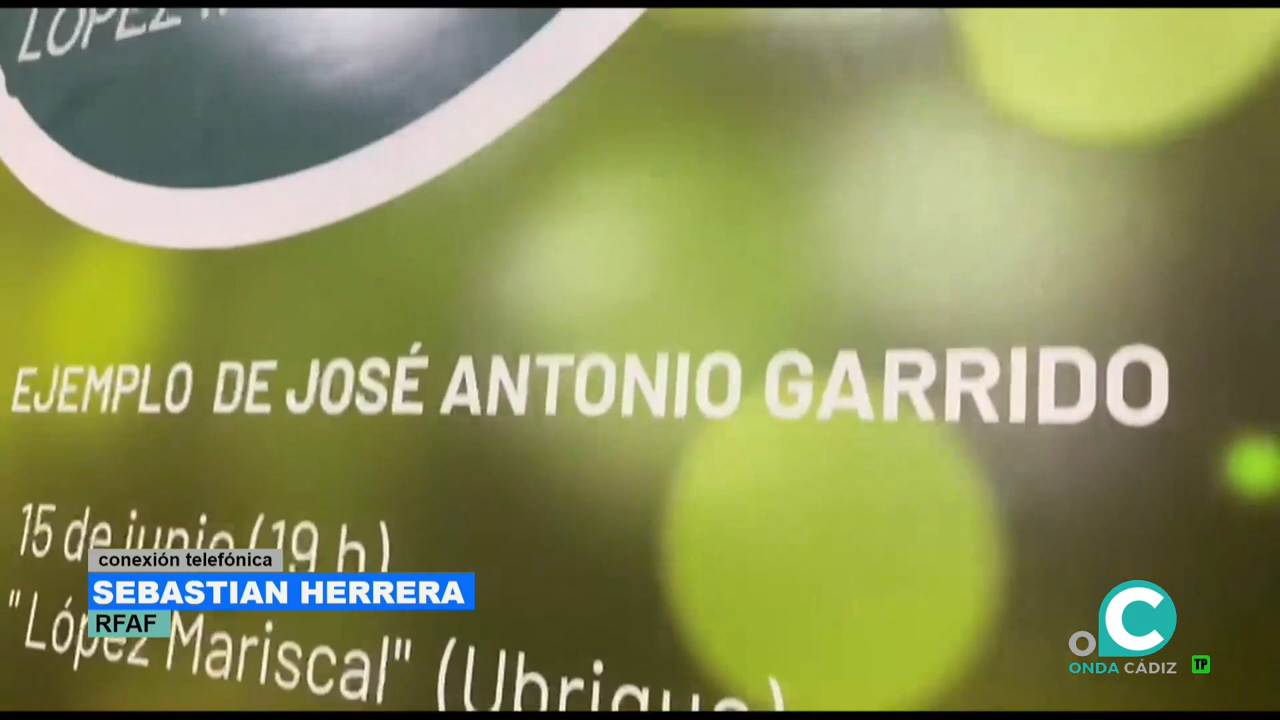 LÓPEZ
EJEMPLO DE JOSÉ ANTONIO GARRIDO
15 de junio (19 h)
conexión telefónica
SEBASTIAN HERRERA
RFAF
"López Mariscal" (Ubrique)
O C
ONDA CÁDIZ
TP